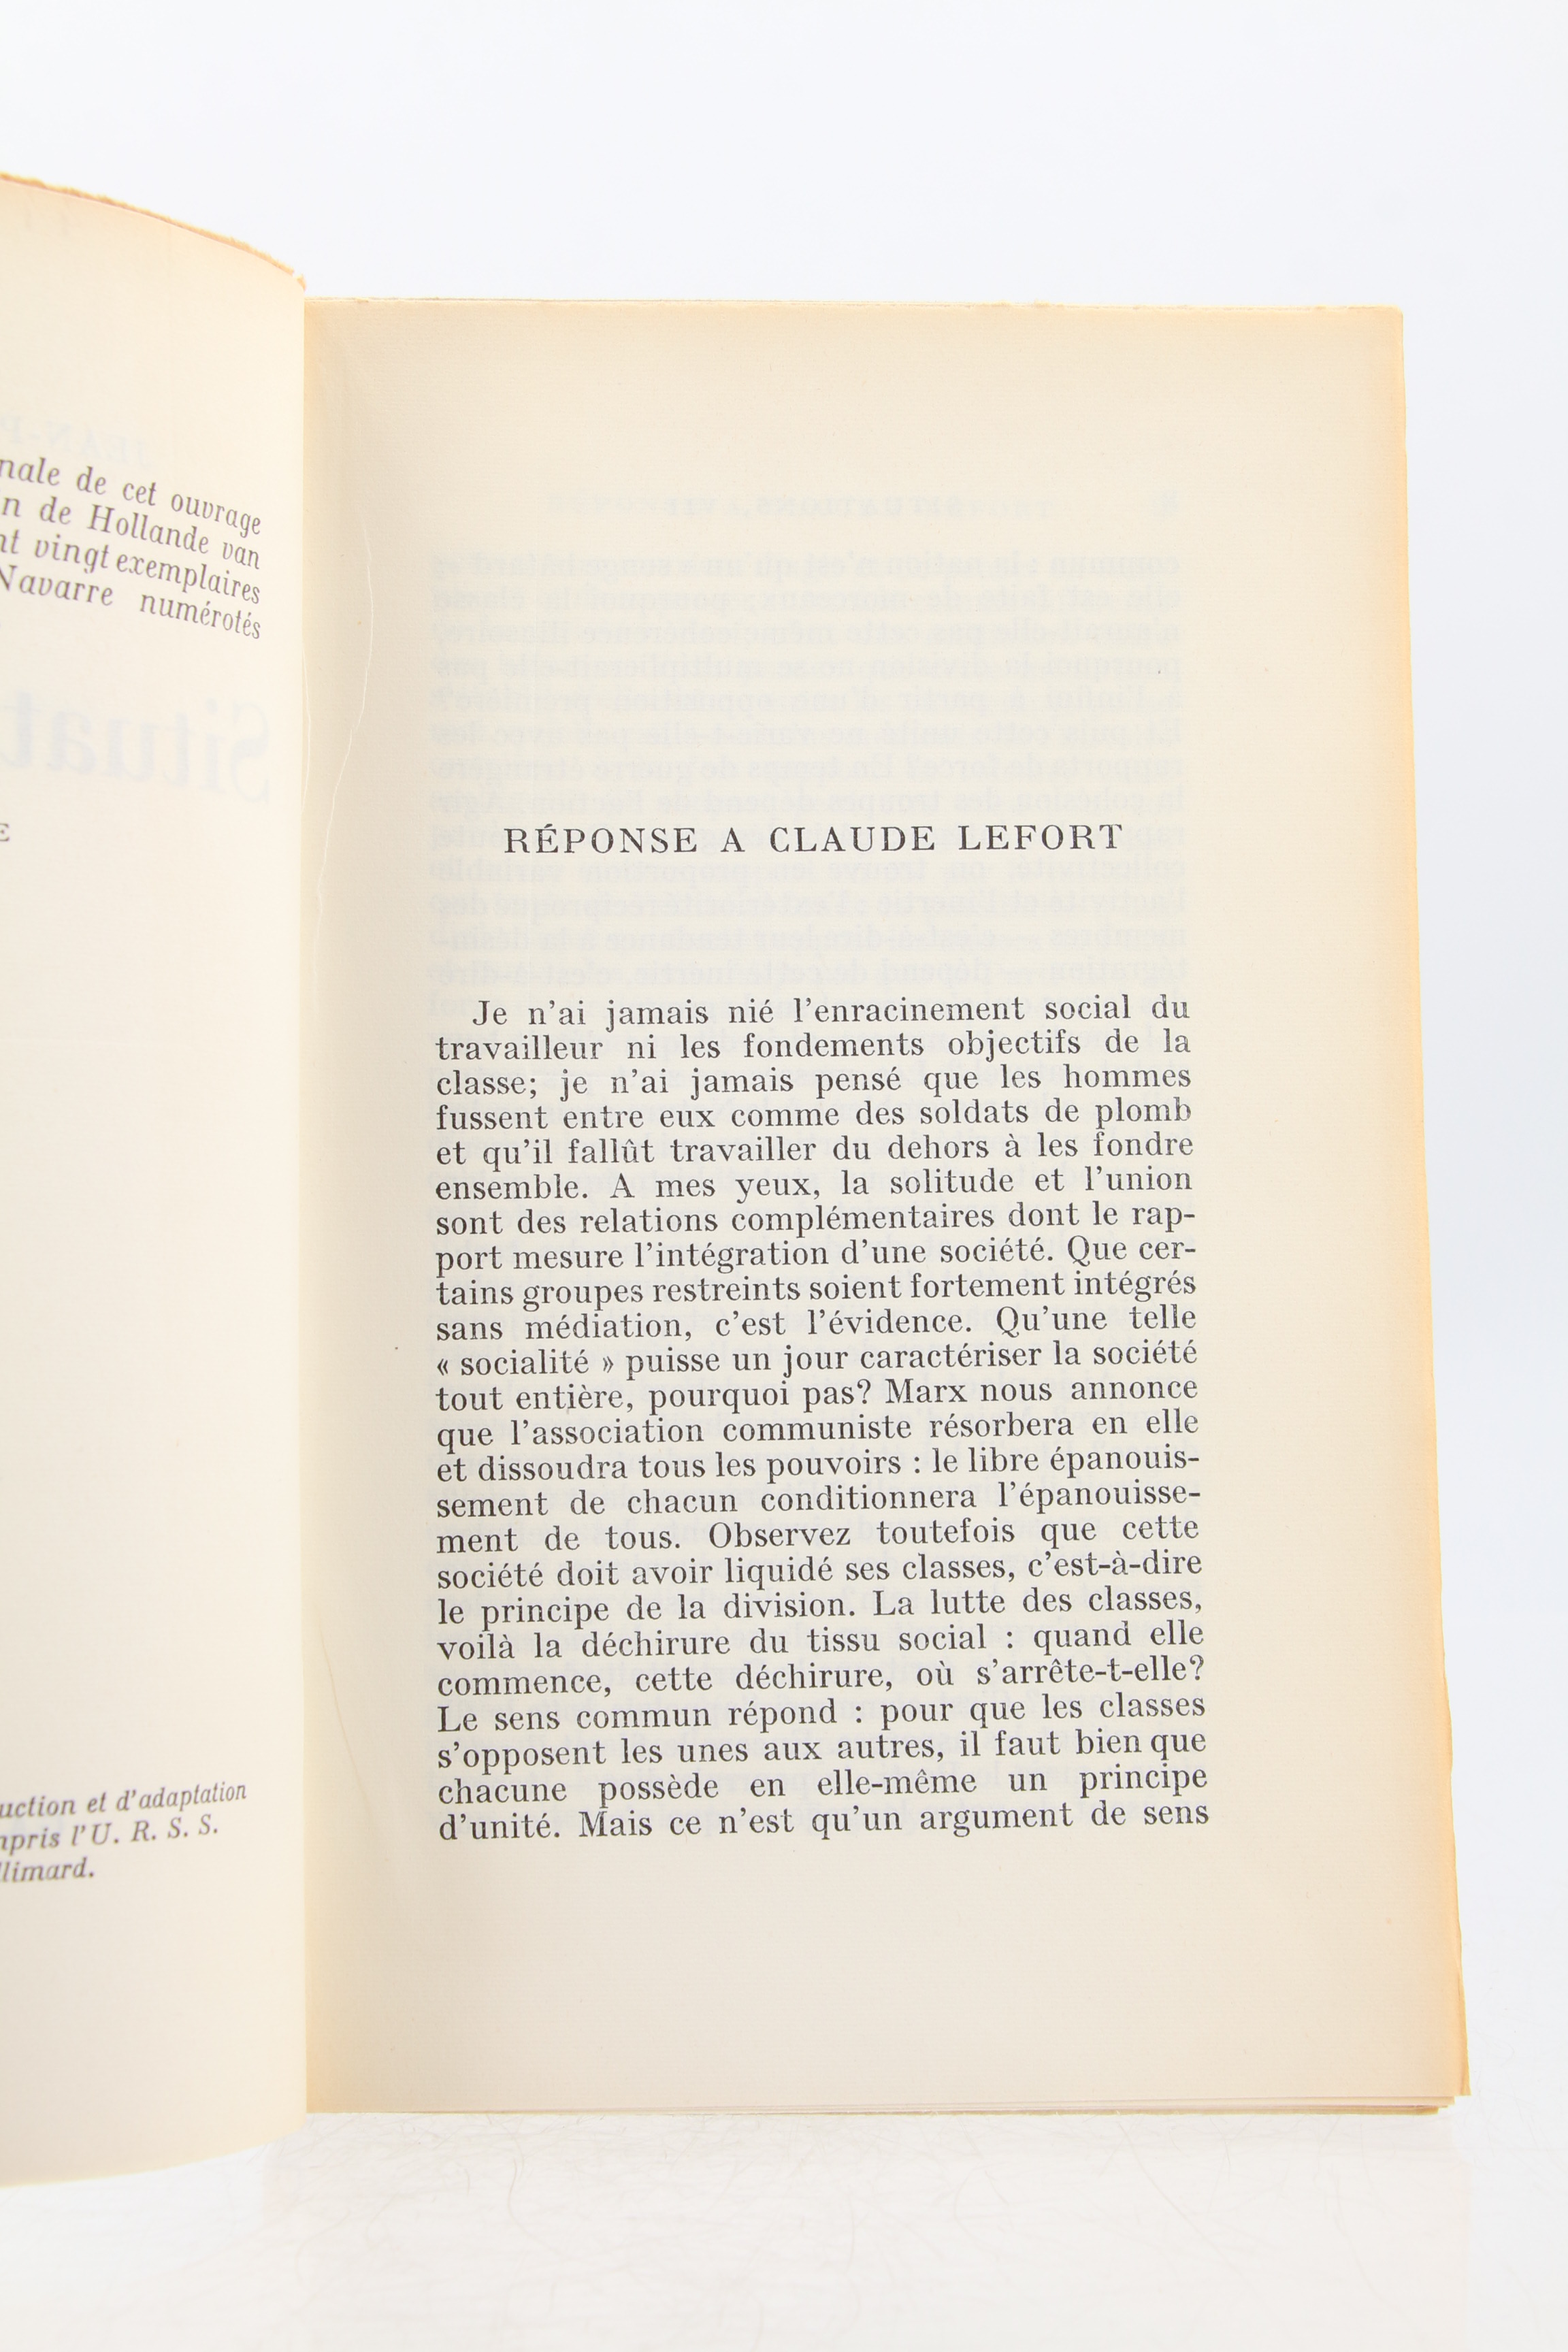 nale de cet ouvrage
n de Hollande van
nt vingt exemplaires
Navarre numérotés
E
uction et d'adaptation
mpris l'U. R. S. S.
llimard.
RÉPONSE A CLAUDE LEFORT
Je n'ai jamais nié l'enracinement social du
travailleur ni les fondements objectifs de la
classe; je n'ai jamais pensé que les hommes
fussent entre eux comme des soldats de plomb
et qu'il fallût travailler du dehors à les fondre
ensemble. A mes yeux, la solitude et l'union
sont des relations complémentaires dont le rap-
port mesure l'intégration d'une société. Que cer-
tains groupes restreints soient fortement intégrés
sans médiation, c'est l'évidence. Qu'une telle
« socialité » puisse un jour caractériser la société
tout entière, pourquoi pas? Marx nous annonce
que l'association communiste résorbera en elle
et dissoudra tous les pouvoirs : le libre épanouis-
sement de chacun conditionnera l'épanouisse-
ment de tous. Observez toutefois que cette
société doit avoir liquidé ses classes, c'est-à-dire
le principe de la division. La lutte des classes,
voilà la déchirure du tissu social : quand elle
commence, cette déchirure, où s'arrête-t-elle?
Le sens commun répond : pour que les classes
s'opposent les unes aux autres, il faut bien que
chacune possède en elle-même un principe
d'unité. Mais ce n'est qu'un argument de sens